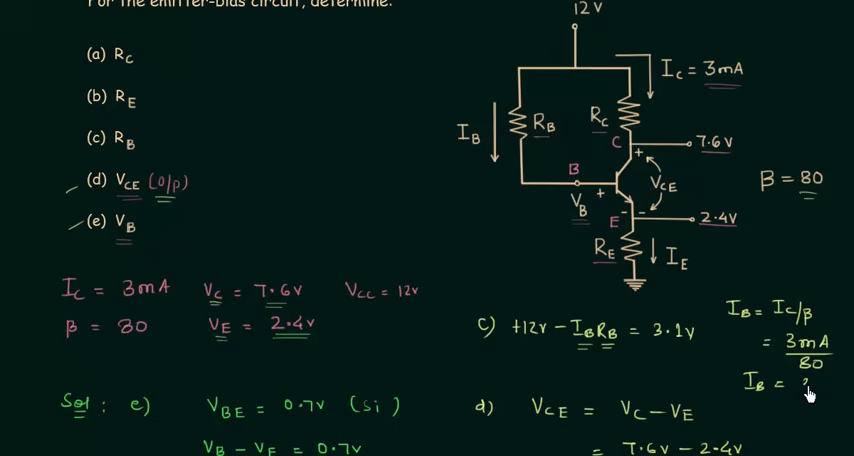 For the emitter-bias circuit, determine:
(a) RC
(b) RE
(c) RB
(d) VCE (O/P)
(e) VB
12 V
IC = 3mA
IB
RB
RC
C
7.6 V
+
B
+
VCE
β = 80
VB
E
-
-
2.4V
RE
IE
IC = 3mA VC = 7.6V VCC = 12V
β = 80 VE = 2.4V
c) +12V - IBRB = 3.1V
IB = IC/β
= 3mA
80
IB =
Sol : e) VBE = 0.7V (Si)
VB - VE = 0.7V
d) VCE = VC - VE
= 7.6V - 2.4V